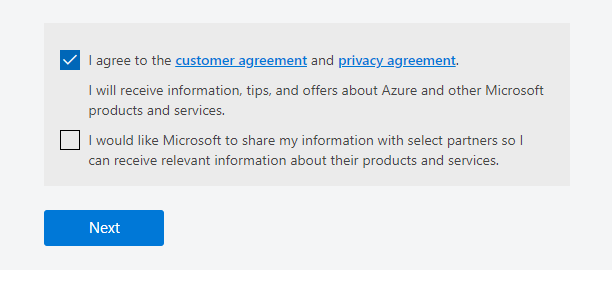 I agree to the customer agreement and privacy agreement.
I will receive information, tips, and offers about Azure and other Microsoft
products and services.
I would like Microsoft to share my information with select partners so I
can receive relevant information about their products and services.
Next